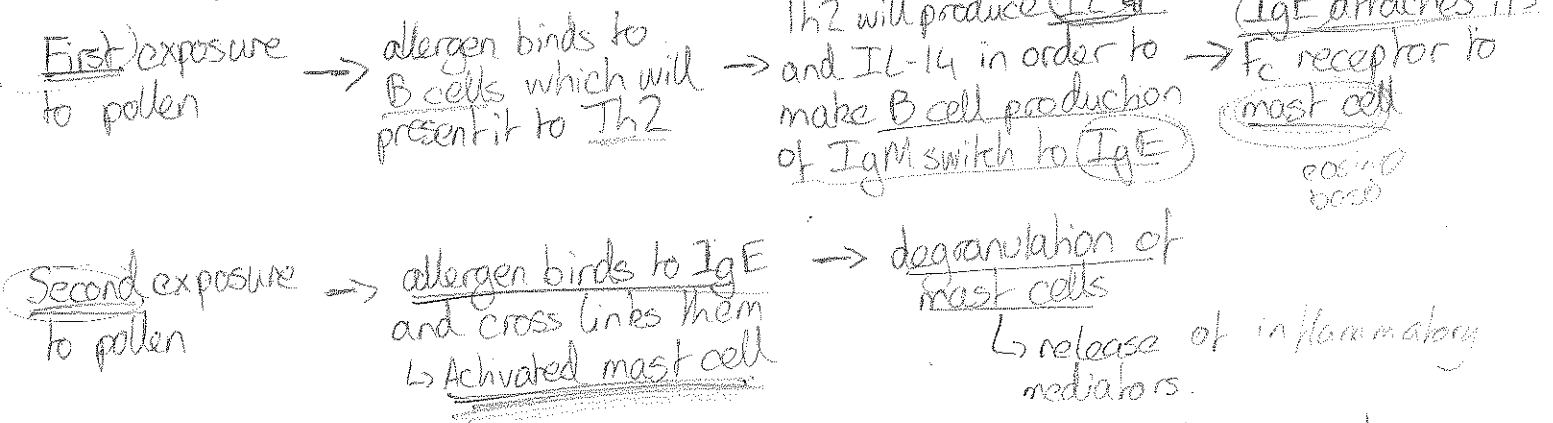 First exposure
to pollen
→ allergen binds to
B cells which will
present it to Th2
→ Th2 will produce
and IL-14 in order to
make B cell production
of IgM switch to IgE
→ IgE attaches its
Fc receptor to
mast cell
eosino
baso
Second exposure
to pollen
→ allergen binds to IgE
and cross links them
↳ Activated mast cell
→ degranulation of
mast cells
↳ release of inflammatory
mediators.